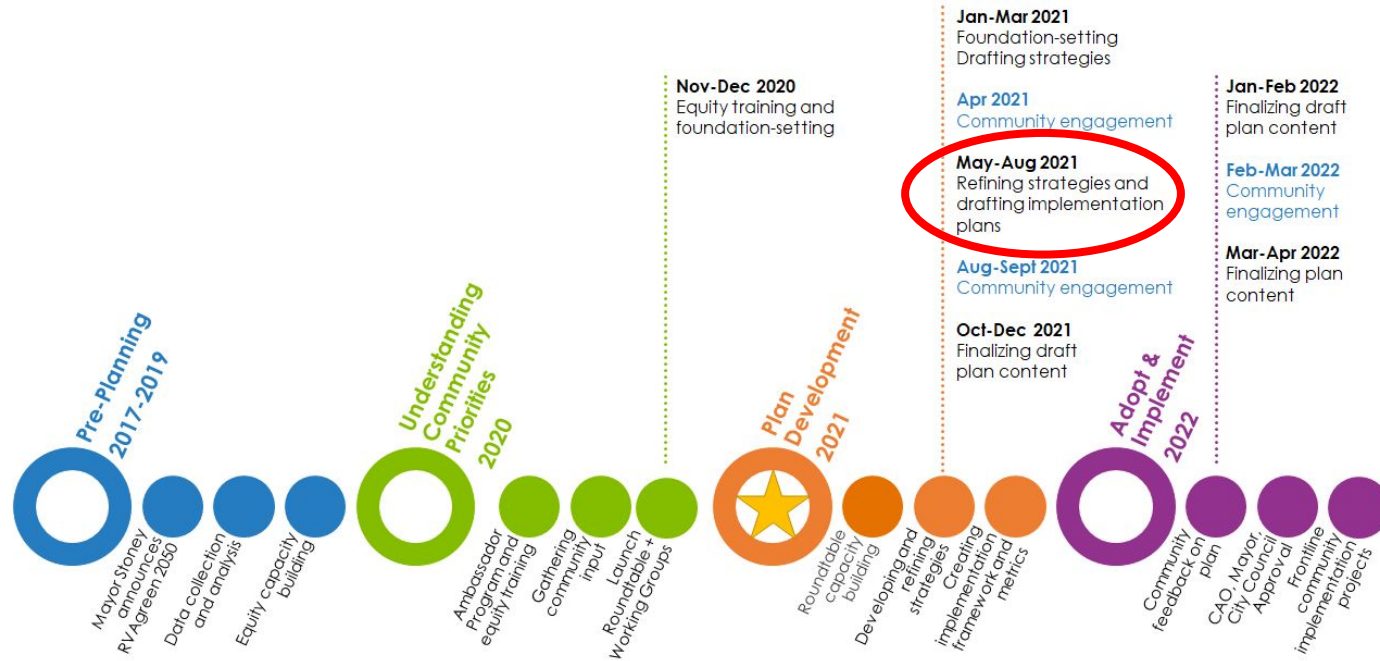 Pre-Planning
2017-2019
Mayor Stoney
announces
RVAgreen 2050
Data collection
and analysis
Equity capacity
building
Understanding
Community
Priorities
2020
Nov-Dec 2020
Equity training and
foundation-setting
Ambassador
Program and
equity training
Gathering
community
input
Launch
Roundtable +
Working Groups
Plan
Development
2021
Jan-Mar 2021
Foundation-setting
Drafting strategies
Apr 2021
Community engagement
May-Aug 2021
Refining strategies and
drafting implementation
plans
Aug-Sept 2021
Community engagement
Oct-Dec 2021
Finalizing draft
plan content
Roundtable
capacity
building
Developing and
refining
strategies
Creating
implementation
framework and
metrics
Adopt &
Implement
2022
Jan-Feb 2022
Finalizing draft
plan content
Feb-Mar 2022
Community
engagement
Mar-Apr 2022
Finalizing plan
content
Community
feedback on
plan
CAO, Mayor,
City Council
Approval
Frontline
community
implementation
projects